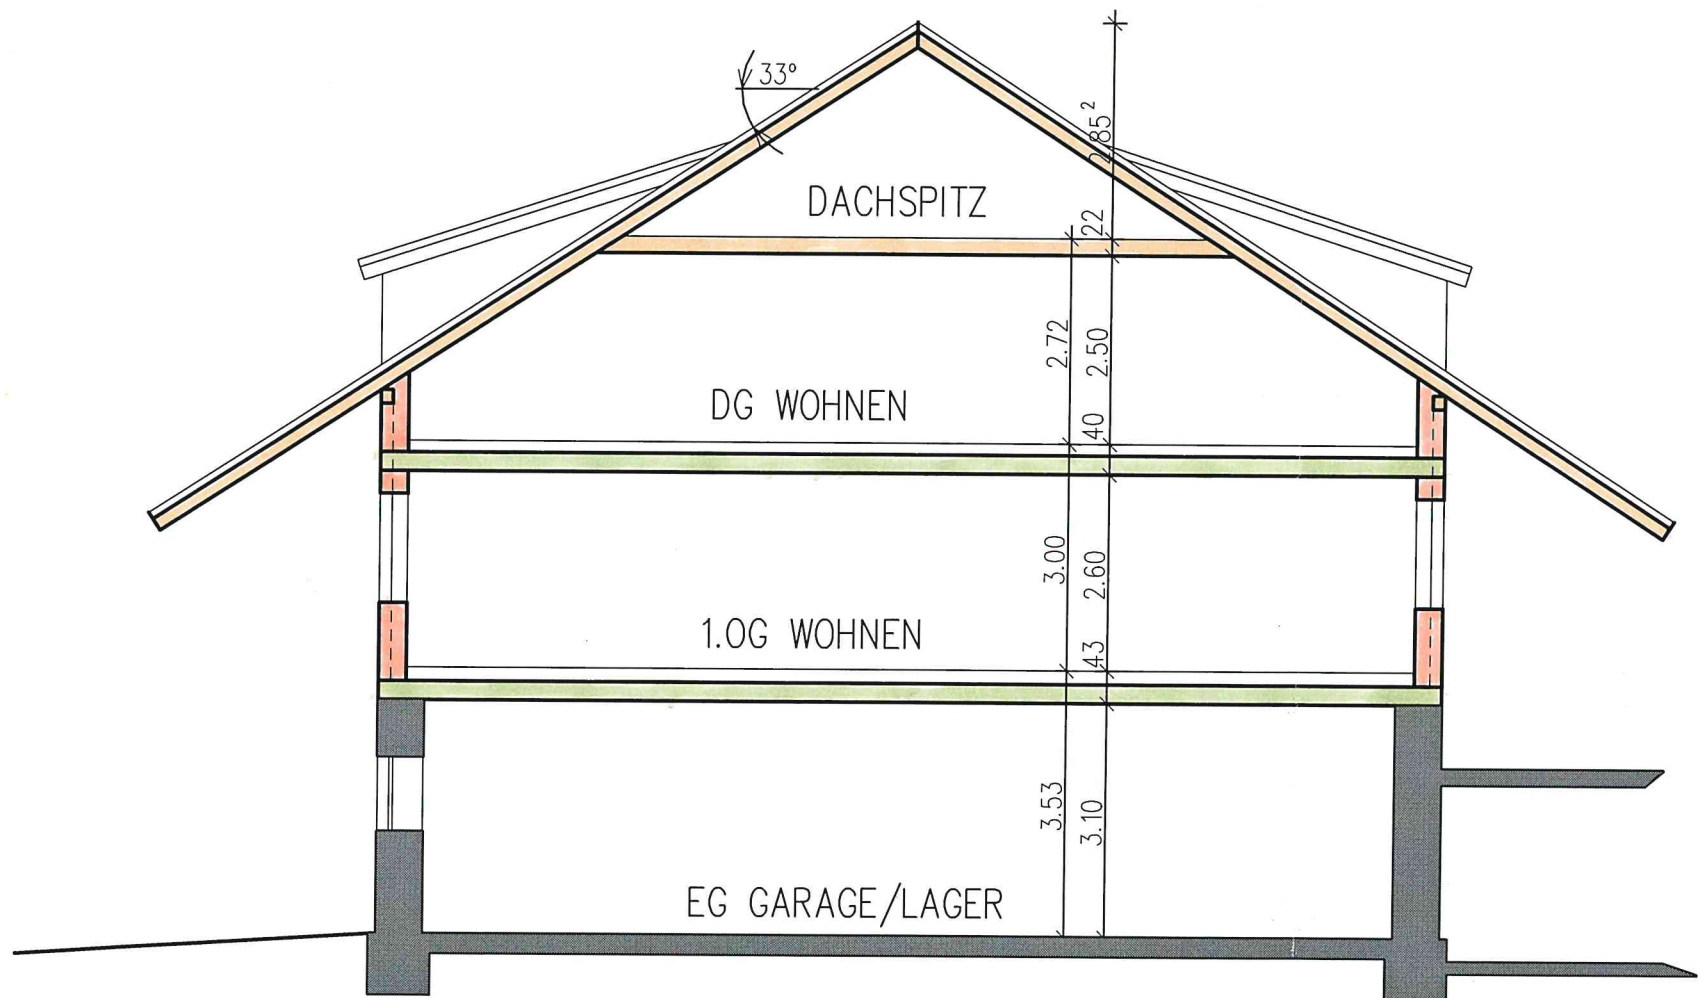 33°
2.85²
DACHSPITZ
22
2.72
2.50
DG WOHNEN
40
3.00
2.60
1.OG WOHNEN
43
3.53
3.10
EG GARAGE/LAGER